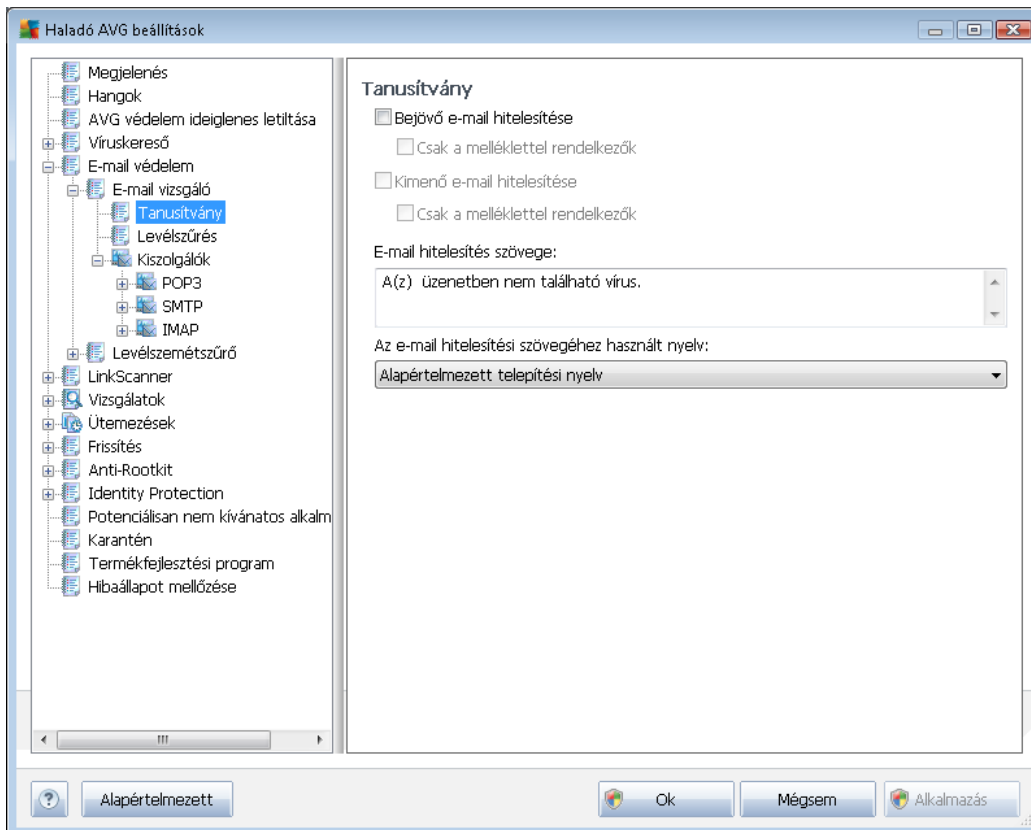 Haladó AVG beállítások
Megjelenés
Hangok
AVG védelem ideiglenes letiltása
Víruskereső
E-mail védelem
E-mail vizsgáló
Tanusítvány
Levélszűrés
Kiszolgálók
POP3
SMTP
IMAP
Levélszemétszűrő
LinkScanner
Vizsgálatok
Ütemezések
Frissítés
Anti-Rootkit
Identity Protection
Potenciálisan nem kívánatos alkalm
Karantén
Termékfejlesztési program
Hibaállapot mellőzése
Tanusítvány
Bejövő e-mail hitelesítése
Csak a melléklettel rendelkezők
Kimenő e-mail hitelesítése
Csak a melléklettel rendelkezők
E-mail hitelesítés szövege:
A(z)  üzenetben nem található vírus.
Az e-mail hitelesítési szövegéhez használt nyelv:
Alapértelmezett telepítési nyelv
? Alapértelmezett Ok Mégsem Alkalmazás